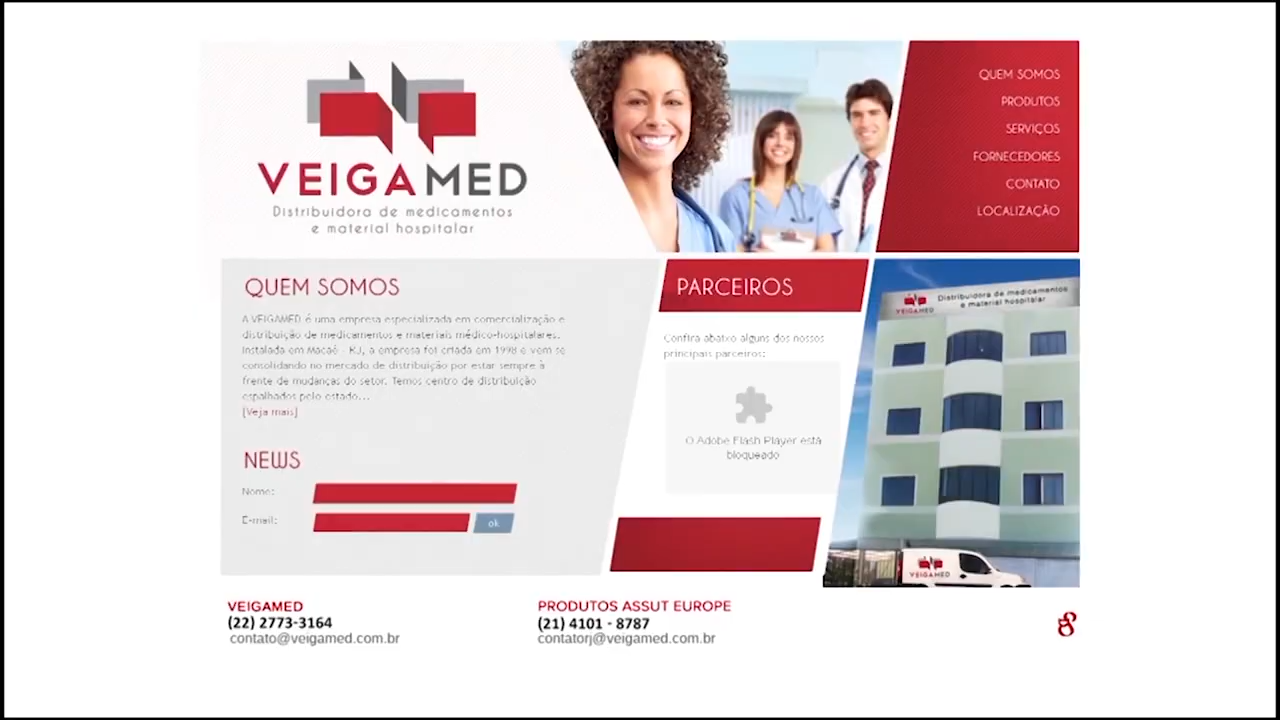 VEIGAMED
Distribuidora de medicamentos
e material hospitalar
QUEM SOMOS
PRODUTOS
SERVIÇOS
FORNECEDORES
CONTATO
LOCALIZAÇÃO
QUEM SOMOS
A VEIGAMED é uma empresa especializada em comercialização e
distribuição de medicamentos e materiais médico-hospitalares.
Instalada em Macaé - RJ, a empresa foi criada em 1998 e vem se
consolidando no mercado de distribuição por estar sempre à
frente de mudanças do setor. Temos centro de distribuição
espalhados pelo estado...
[Veja mais]
NEWS
Nome:
E-mail:
ok
PARCEIROS
Confira abaixo alguns dos nossos
principais parceiros:
O Adobe Flash Player está
bloqueado
VEIGAMED
Distribuidora de medicamentos
e material hospitalar
VEIGAMED
VEIGAMED
(22) 2773-3164
contato@veigamed.com.br
PRODUTOS ASSUT EUROPE
(21) 4101 - 8787
contatorj@veigamed.com.br